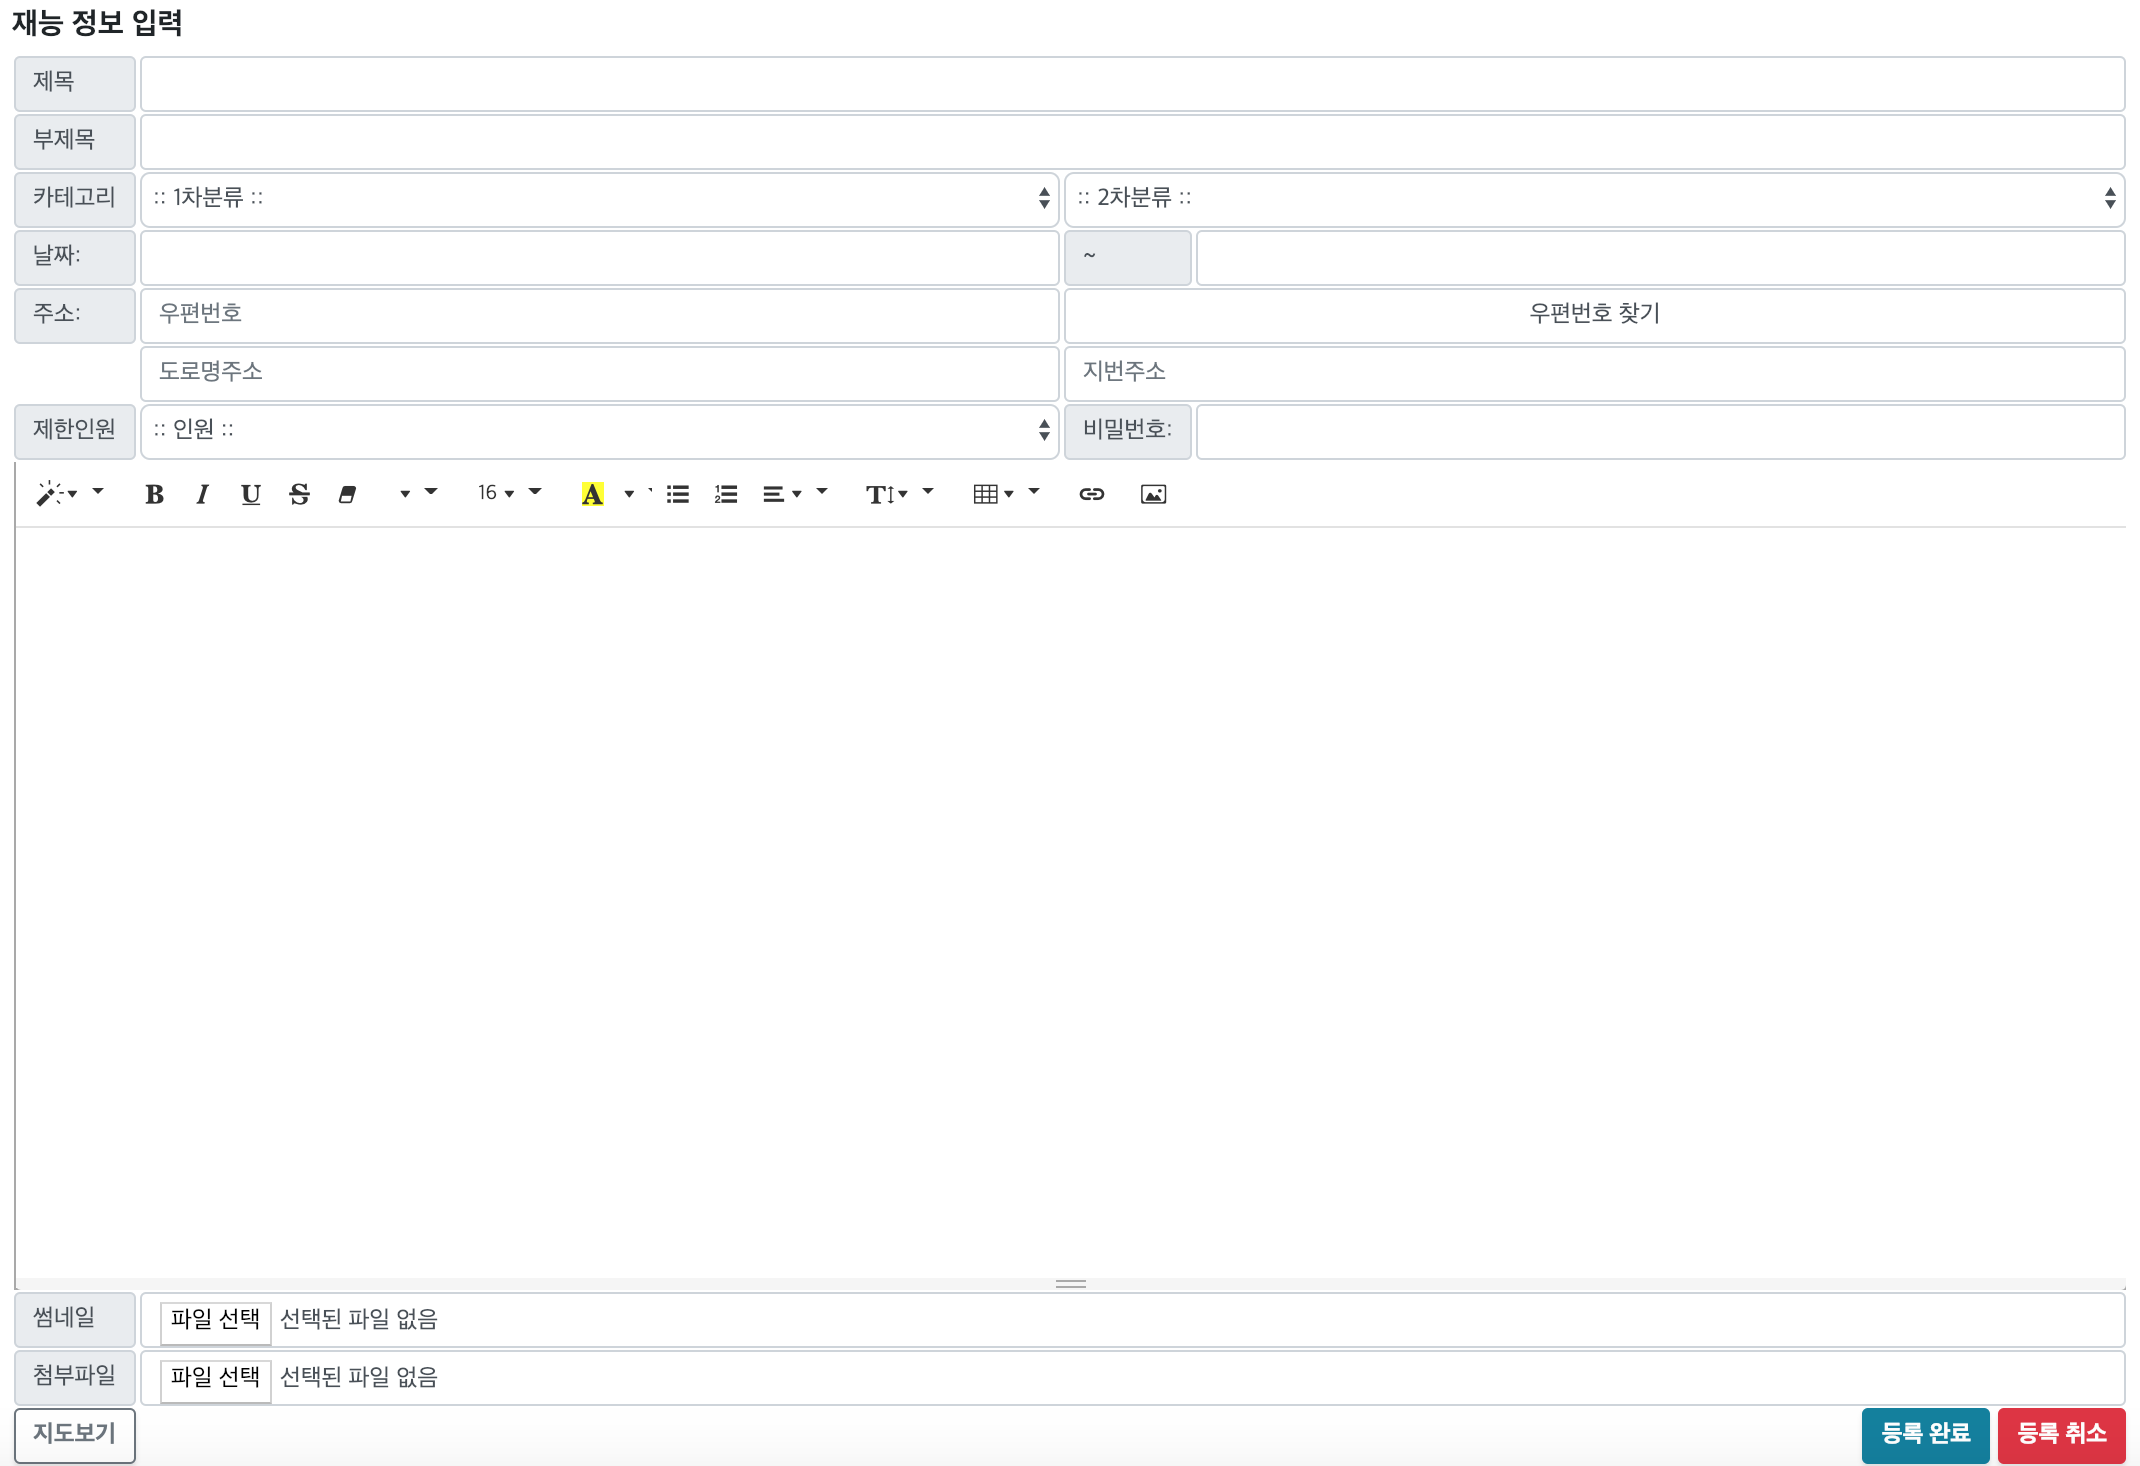 재능 정보 입력
제목
부제목
카테고리 :: 1차분류 :: :: 2차분류 ::
날짜: ~
주소: 우편번호 우편번호 찾기
도로명주소 지번주소
제한인원 :: 인원 :: 비밀번호:
B I U S 16 A T
썸네일 파일 선택 선택된 파일 없음
첨부파일 파일 선택 선택된 파일 없음
지도보기 등록 완료 등록 취소